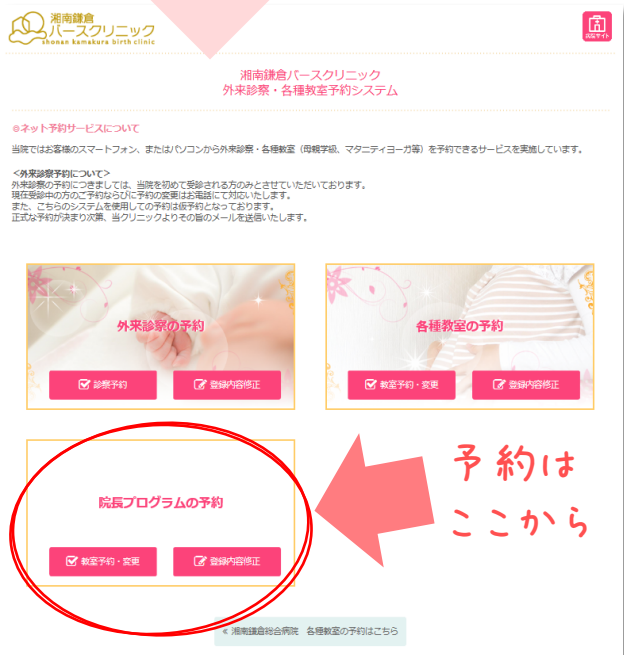 湘南鎌倉
バースクリニック
shonan kamakura birth clinic
病院サイト
湘南鎌倉バースクリニック
外来診察・各種教室予約システム
◎ネット予約サービスについて
当院ではお客様のスマートフォン、またはパソコンから外来診察・各種教室（母親学級、マタニティヨーガ等）を予約できるサービスを実施しています。
＜外来診察予約について＞
外来診察の予約につきましては、当院を初めて受診される方のみとさせていただいております。
現在受診中の方のご予約ならびに予約の変更はお電話にて対応いたします。
また、こちらのシステムを使用しての予約は仮予約となっております。
正式な予約が決まり次第、当クリニックよりその旨のメールを送信いたします。
外来診察の予約
診察予約
登録内容修正
各種教室の予約
教室予約・変更
登録内容修正
院長プログラムの予約
教室予約・変更
登録内容修正
予約は
ここから
« 湘南鎌倉総合病院　各種教室の予約はこちら